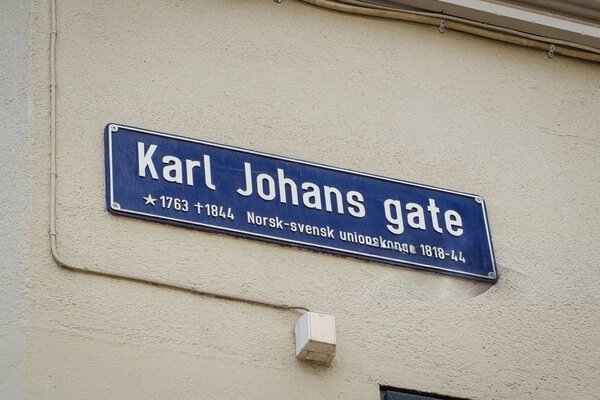 Karl Johans gate
★1763 ✝1844 Norsk-svensk unionskonge 1818-44